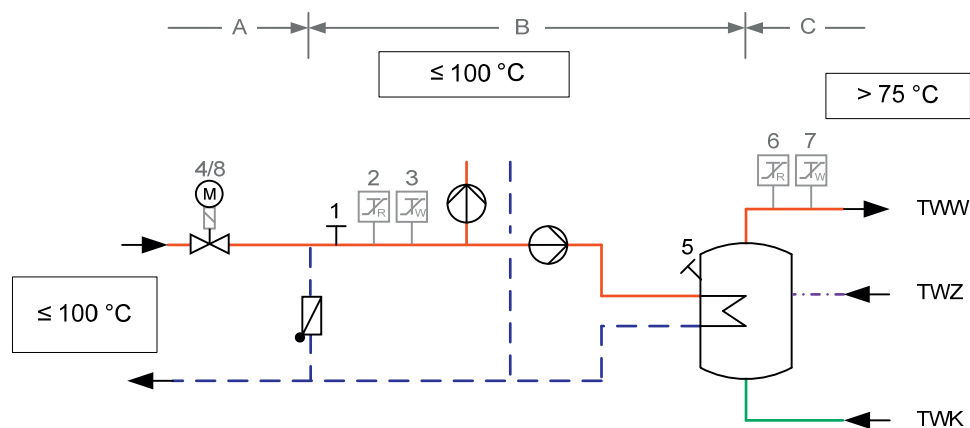 A B C
≤ 100 °C
> 75 °C
6 7
4/8
M
2 3
R W
R W
1
TWW
5
TWZ
≤ 100 °C
TWK